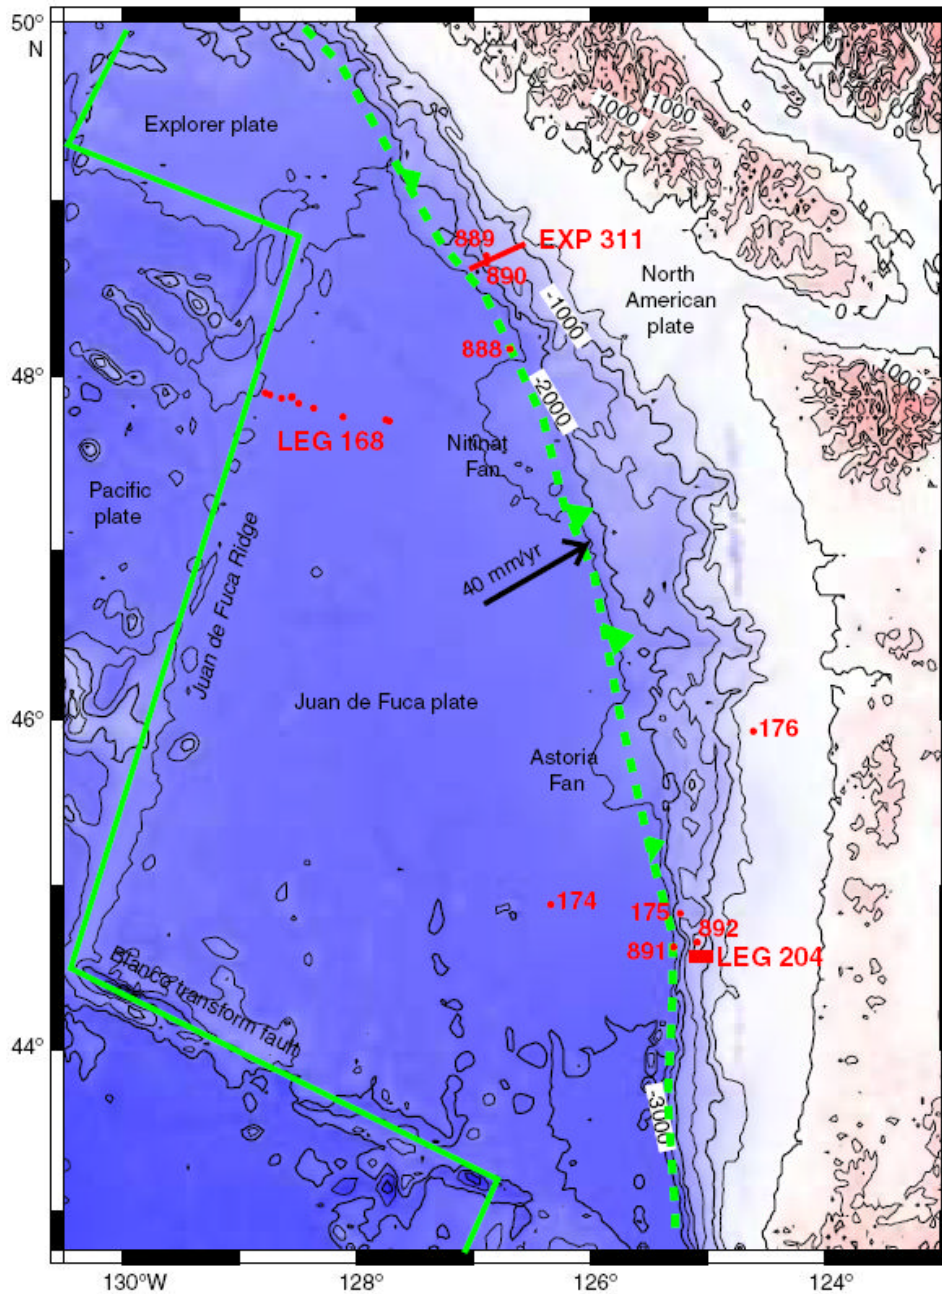 50°
N
Explorer plate
1000
1000
889
EXP 311
890
North
American
plate
-1000
888
48°
-2000
1000
LEG 168
Nitinat
Fan
Pacific
plate
40 mm/yr
Juan de Fuca Ridge
Juan de Fuca plate
46°
176
Astoria
Fan
174
175
892
891
LEG 204
Blanco transform fault
44°
-3000
130°W
128°
126°
124°